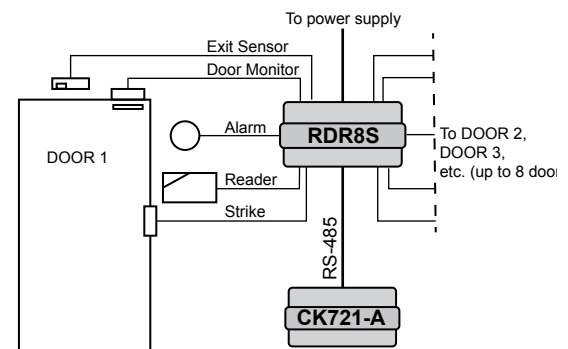 To power supply
Exit Sensor
Door Monitor
Alarm
RDR8S
To DOOR 2,
DOOR 3,
etc. (up to 8
DOOR 1
Reader
Strike
RS-485
CK721-A